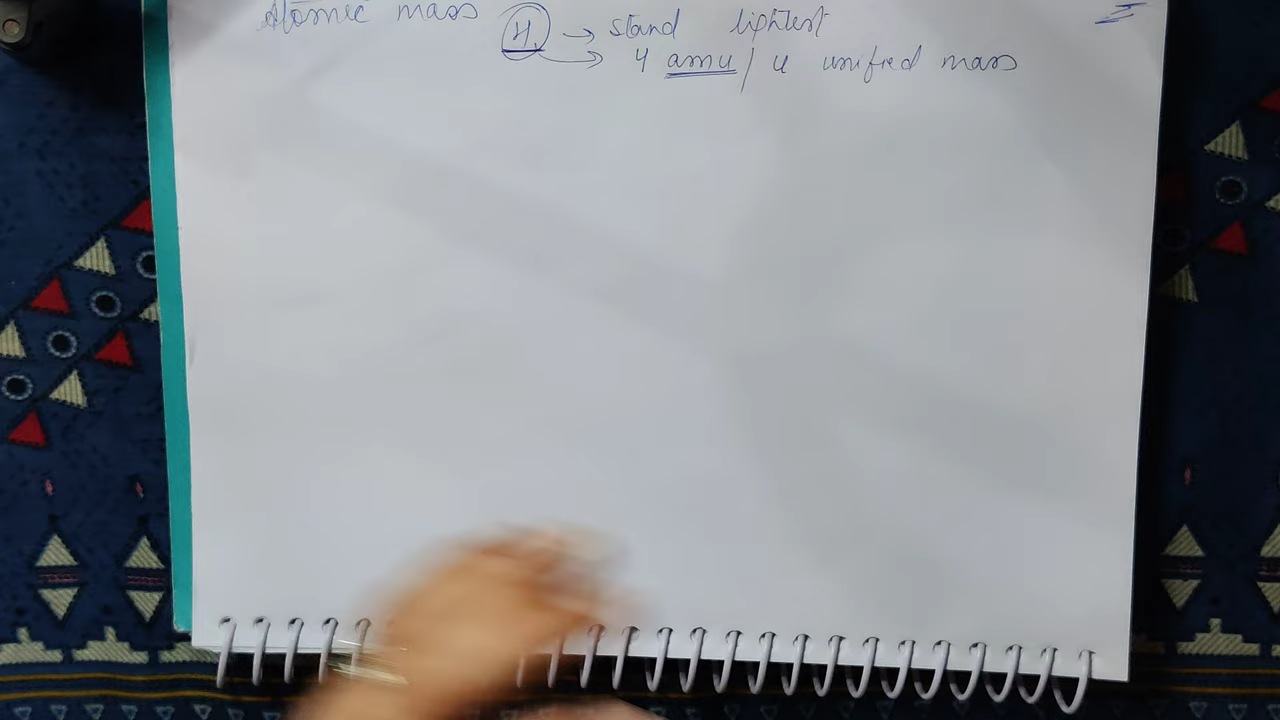 Atomic mass H → stand lightest
→ 4 amu / u unified mass